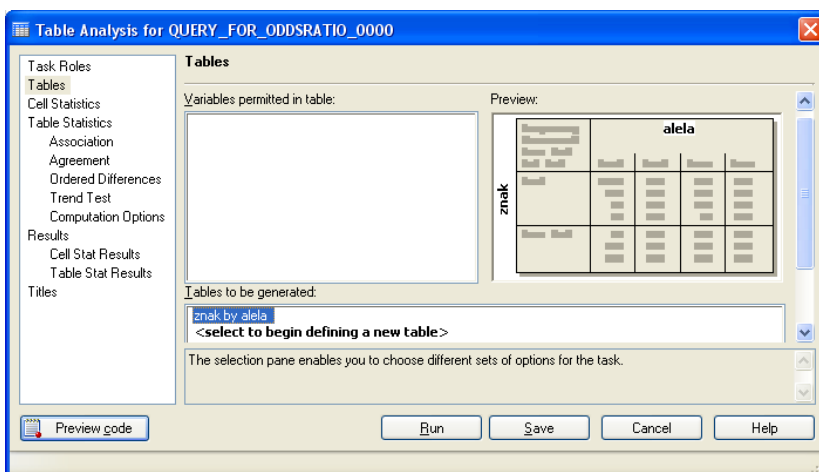 Table Analysis for QUERY_FOR_ODDSRATIO_0000
Task Roles
Tables
Cell Statistics
Table Statistics
Association
Agreement
Ordered Differences
Trend Test
Computation Options
Results
Cell Stat Results
Table Stat Results
Titles
Tables
Variables permitted in table:
Preview:
alela
znak
Tables to be generated:
znak by alela
<select to begin defining a new table>
The selection pane enables you to choose different sets of options for the task.
Preview code
Run
Save
Cancel
Help